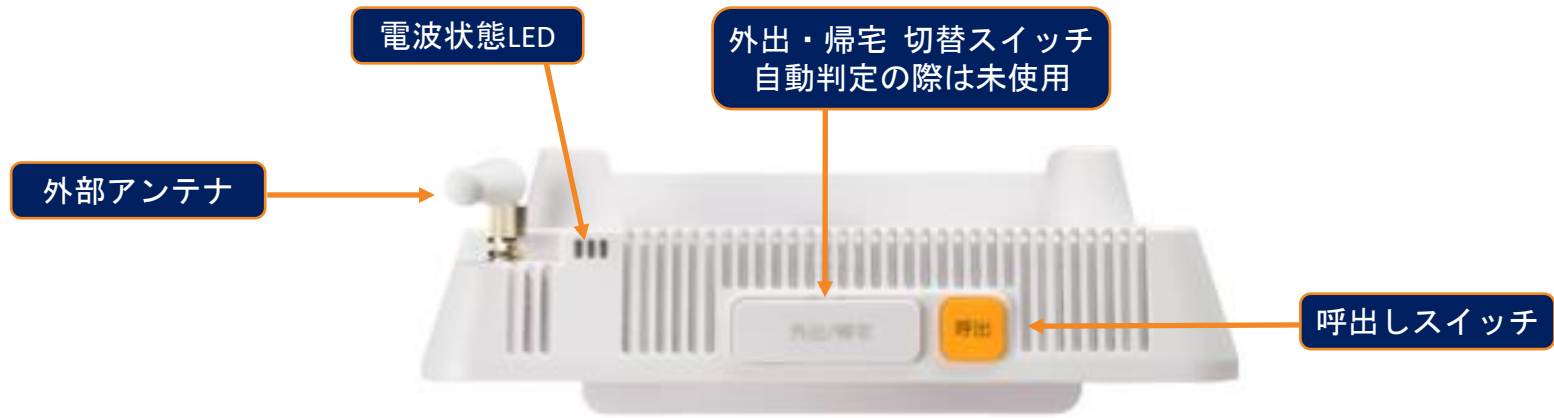 電波状態LED
外出・帰宅 切替スイッチ
自動判定の際は未使用
外部アンテナ
外出/帰宅
呼出
呼出しスイッチ